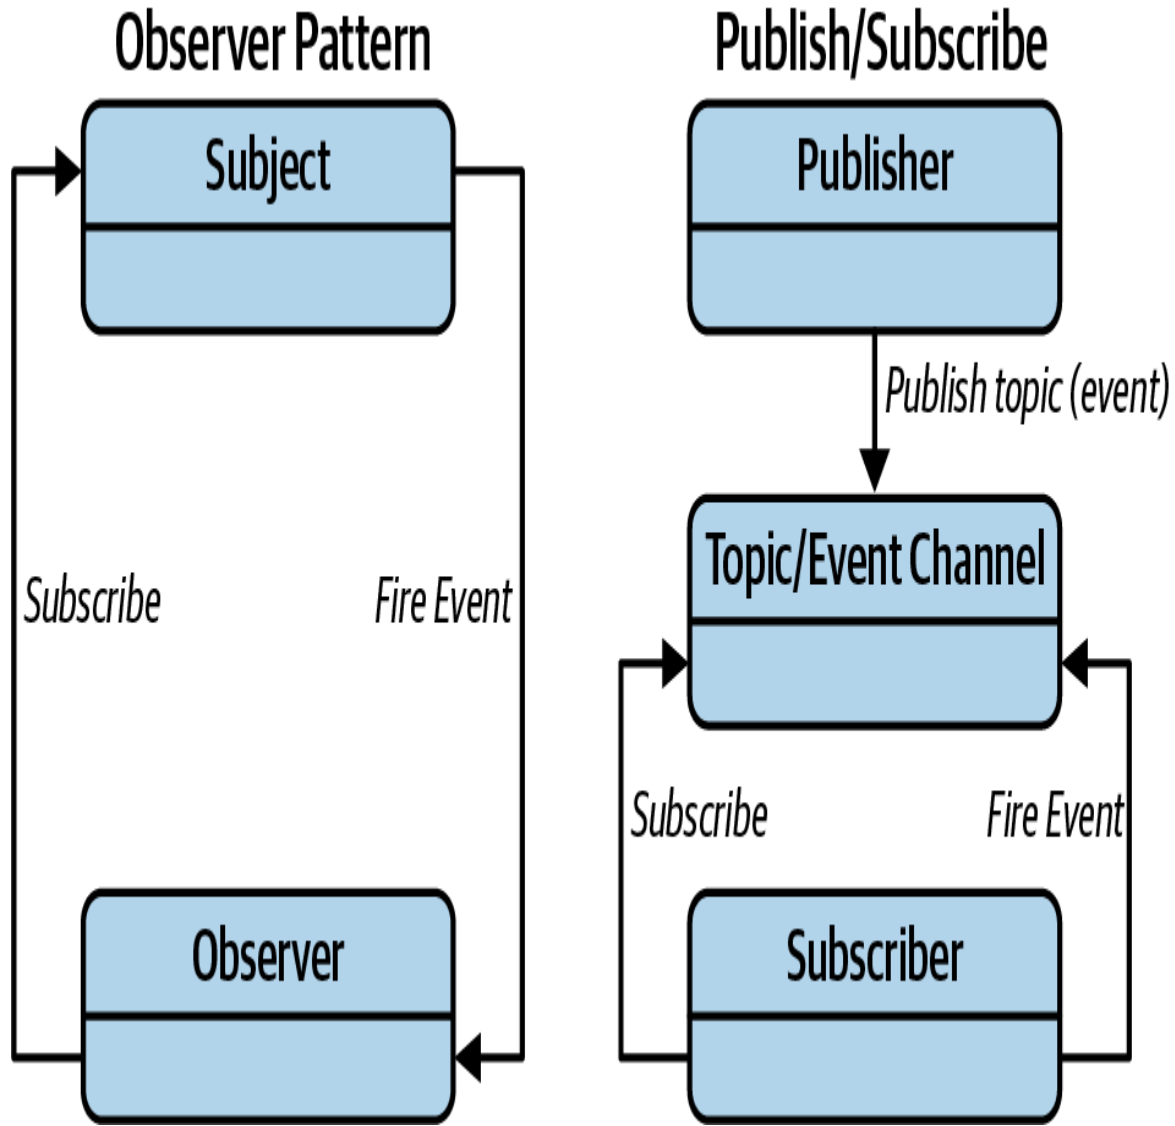 Observer Pattern
Subject
Subscribe
Fire Event
Observer
Publish/Subscribe
Publisher
Publish topic (event)
Topic/Event Channel
Subscribe
Fire Event
Subscriber